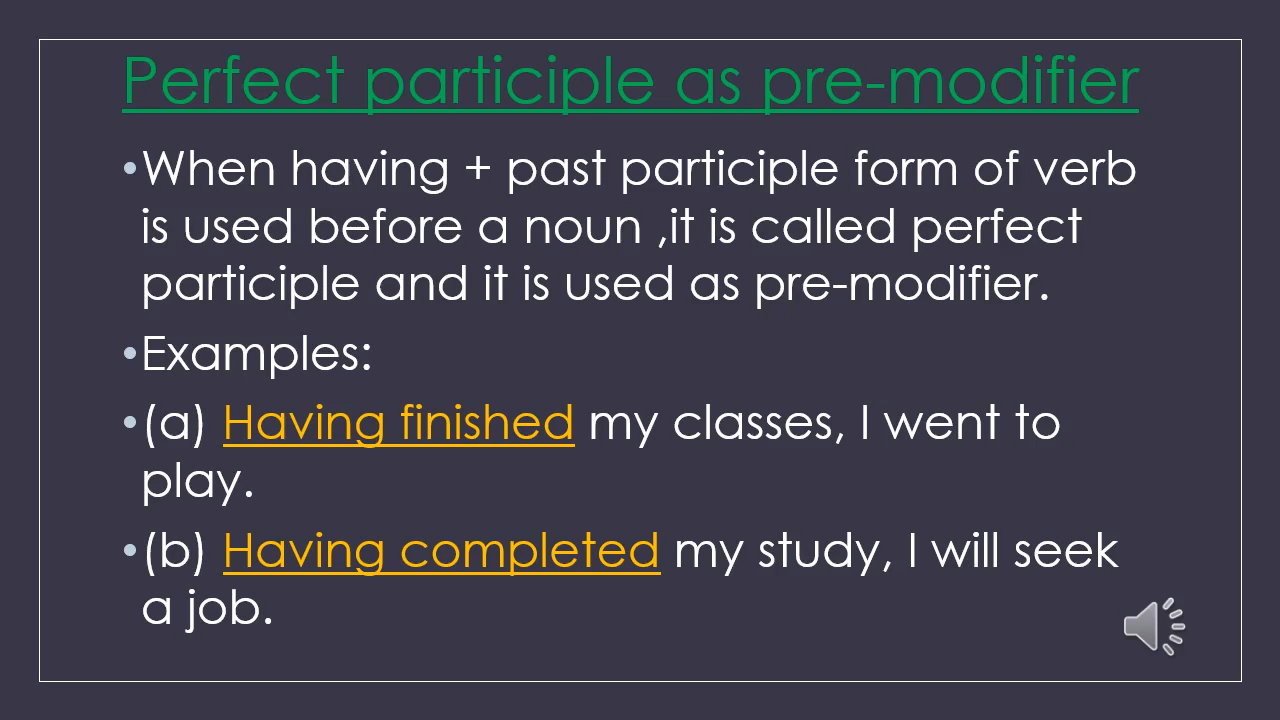 Perfect participle as pre-modifier
•When having + past participle form of verb
is used before a noun ,it is called perfect
participle and it is used as pre-modifier.
•Examples:
•(a) Having finished my classes, I went to
play.
•(b) Having completed my study, I will seek
a job.